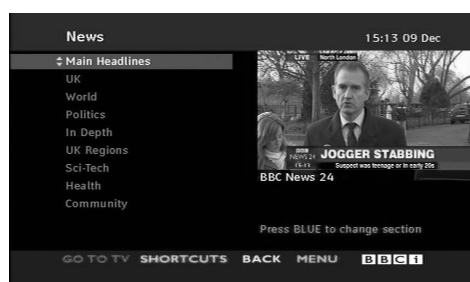 News
15:13 09 Dec
Main Headlines
UK
World
Politics
In Depth
UK Regions
Sci-Tech
Health
Community
LIVE North London
BBC
NEWS 24
15:13
JOGGER STABBING
Suspect was teenage or in early 20s
BBC News 24
Press BLUE to change section
GO TO TV SHORTCUTS BACK MENU BBCi